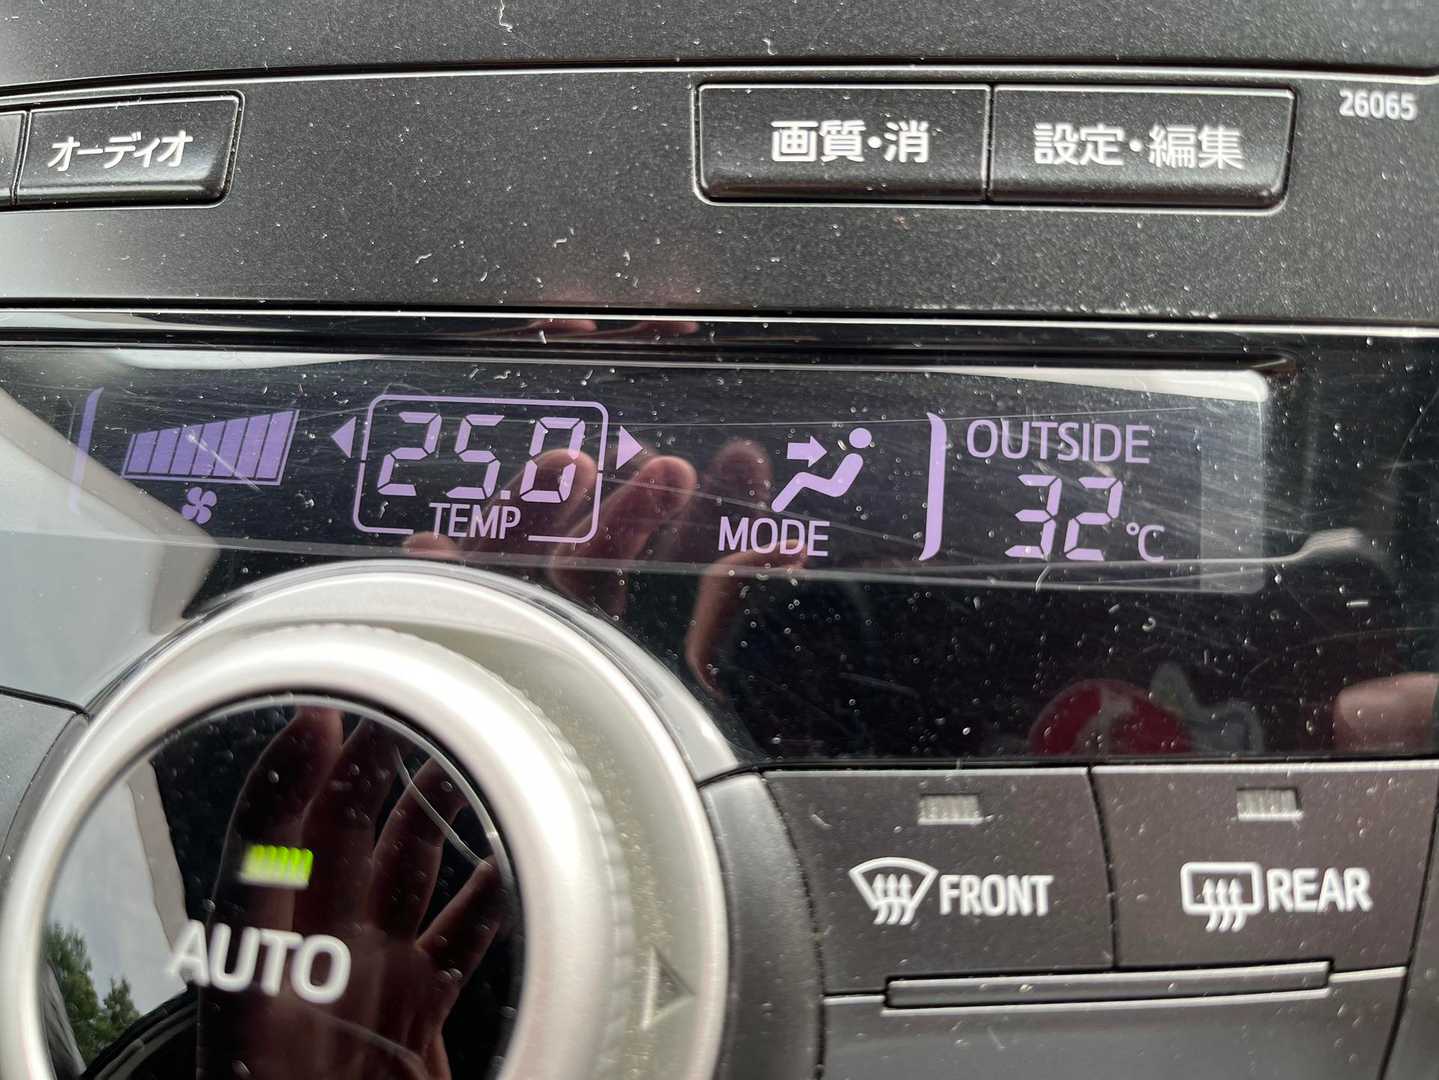 オーディオ
画質・消
設定・編集
26065
25.0
TEMP
MODE
OUTSIDE
32℃
AUTO
FRONT
REAR